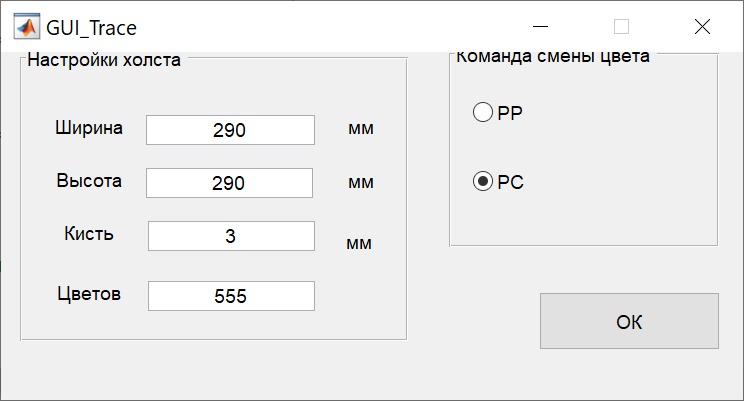 GUI_Trace
Настройки холста
Ширина 290 мм
Высота 290 мм
Кисть 3 мм
Цветов 555
Команда смены цвета
PP
PC
ОК